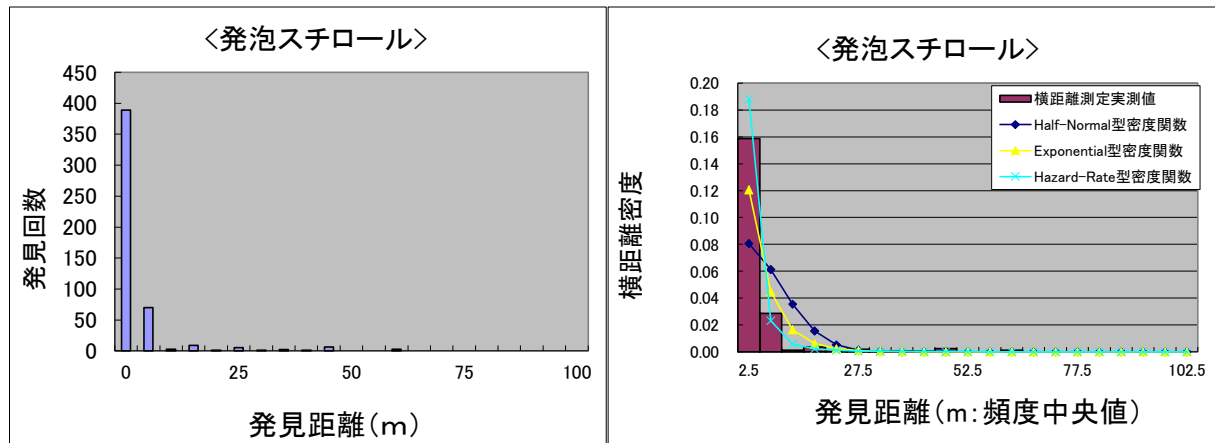 <発泡スチロール>
450
400
350
300
250
200
150
100
50
0
発見回数
0 25 50 75 100
発見距離(m)
<発泡スチロール>
0.20
0.18
0.16
0.14
0.12
0.10
0.08
0.06
0.04
0.02
0.00
横距離密度
横距離測定実測値
Half-Normal型密度関数
Exponential型密度関数
Hazard-Rate型密度関数
2.5 27.5 52.5 77.5 102.5
発見距離(m:頻度中央値)